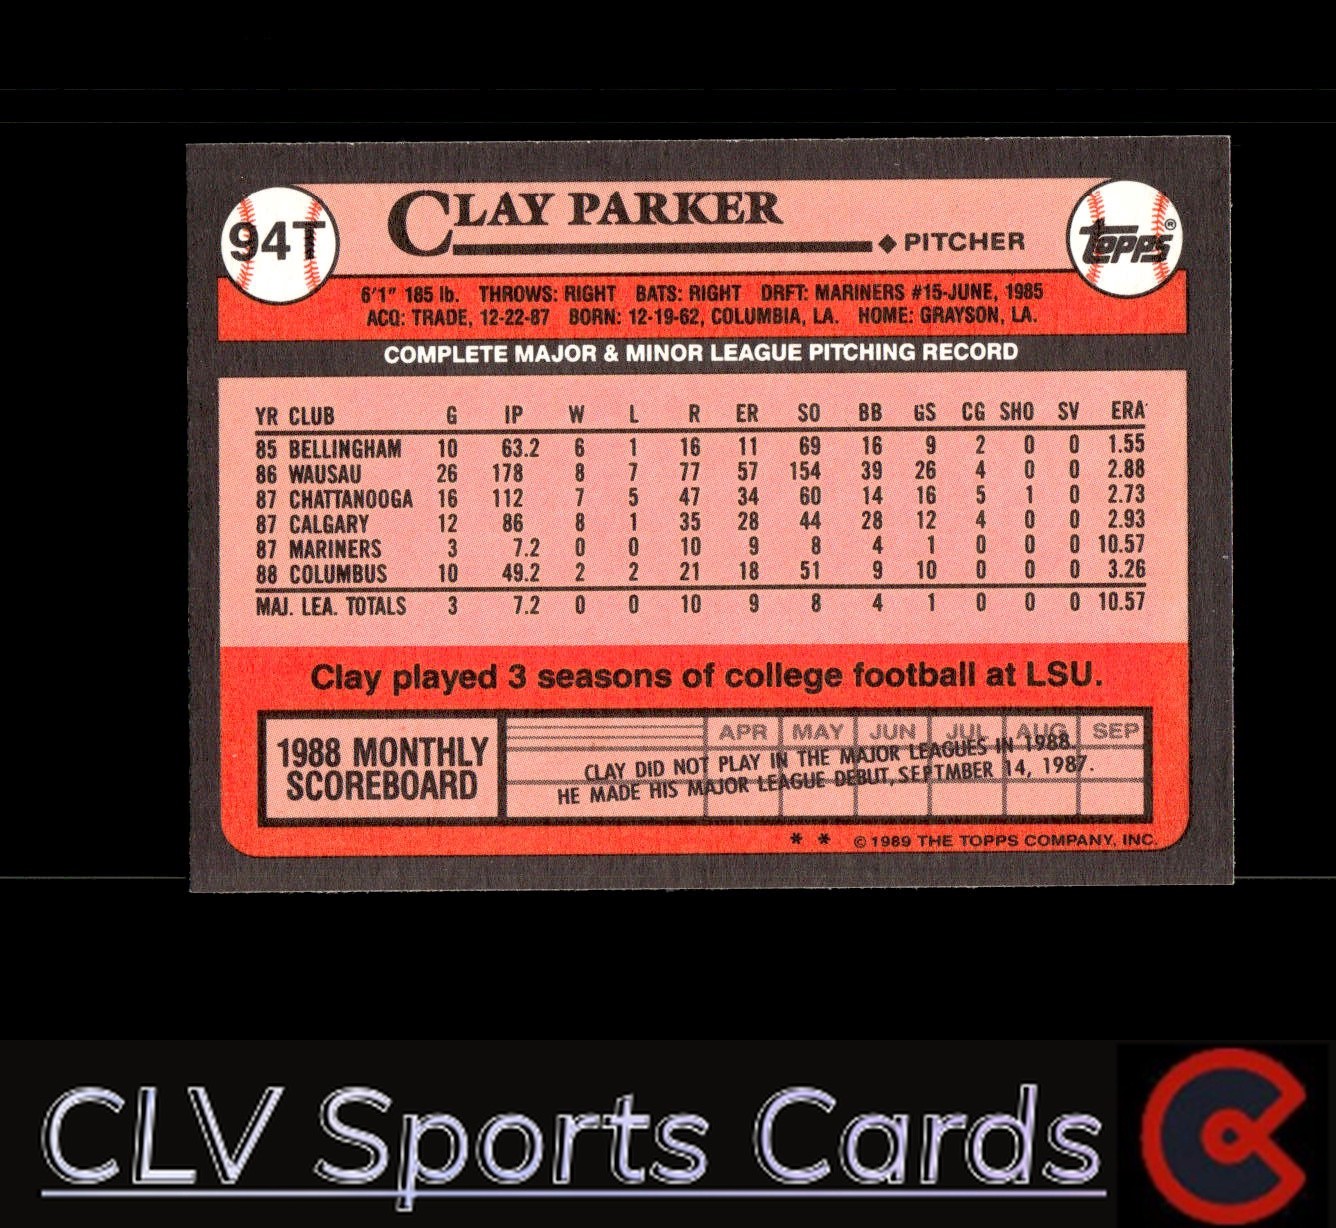 94T
CLAY PARKER
◆ PITCHER
TOPPS®
6'1" 185 lb. THROWS: RIGHT BATS: RIGHT DRFT: MARINERS #15-JUNE, 1985
ACQ: TRADE, 12-22-87 BORN: 12-19-62, COLUMBIA, LA. HOME: GRAYSON, LA.
COMPLETE MAJOR & MINOR LEAGUE PITCHING RECORD
YR CLUB G IP W L R ER SO BB GS CG SHO SV ERA
85 BELLINGHAM 10 63.2 6 1 16 11 69 16 9 2 0 0 1.55
86 WAUSAU 26 178 8 7 77 57 154 39 26 4 0 0 2.88
87 CHATTANOOGA 16 112 7 5 47 34 60 14 16 5 1 0 2.73
87 CALGARY 12 86 8 1 35 28 44 28 12 4 0 0 2.93
87 MARINERS 3 7.2 0 0 10 9 8 4 1 0 0 0 10.57
88 COLUMBUS 10 49.2 2 2 21 18 51 9 10 0 0 0 3.26
MAJ. LEA. TOTALS 3 7.2 0 0 10 9 8 4 1 0 0 0 10.57
Clay played 3 seasons of college football at LSU.
1988 MONTHLY
SCOREBOARD
APR MAY JUN JUL AUG SEP
CLAY DID NOT PLAY IN THE MAJOR LEAGUES IN 1988.
HE MADE HIS MAJOR LEAGUE DEBUT, SEPTMBER 14, 1987.
* * © 1989 THE TOPPS COMPANY, INC.
CLV Sports Cards